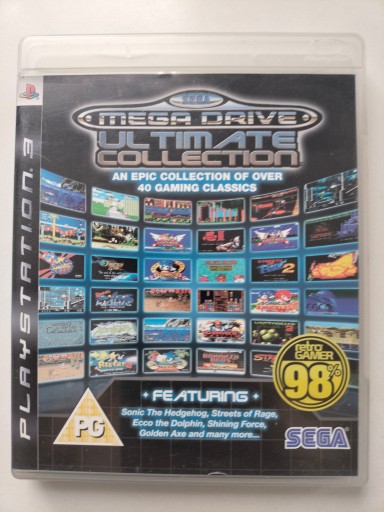 SEGA
MEGA DRIVE
ULTIMATE
COLLECTION
AN EPIC COLLECTION OF OVER
40 GAMING CLASSICS
PLAYSTATION 3
retro
GAMER
98%
• FEATURING •
Sonic The Hedgehog, Streets of Rage,
Ecco the Dolphin, Shining Force,
Golden Axe and many more...
PG
SEGA